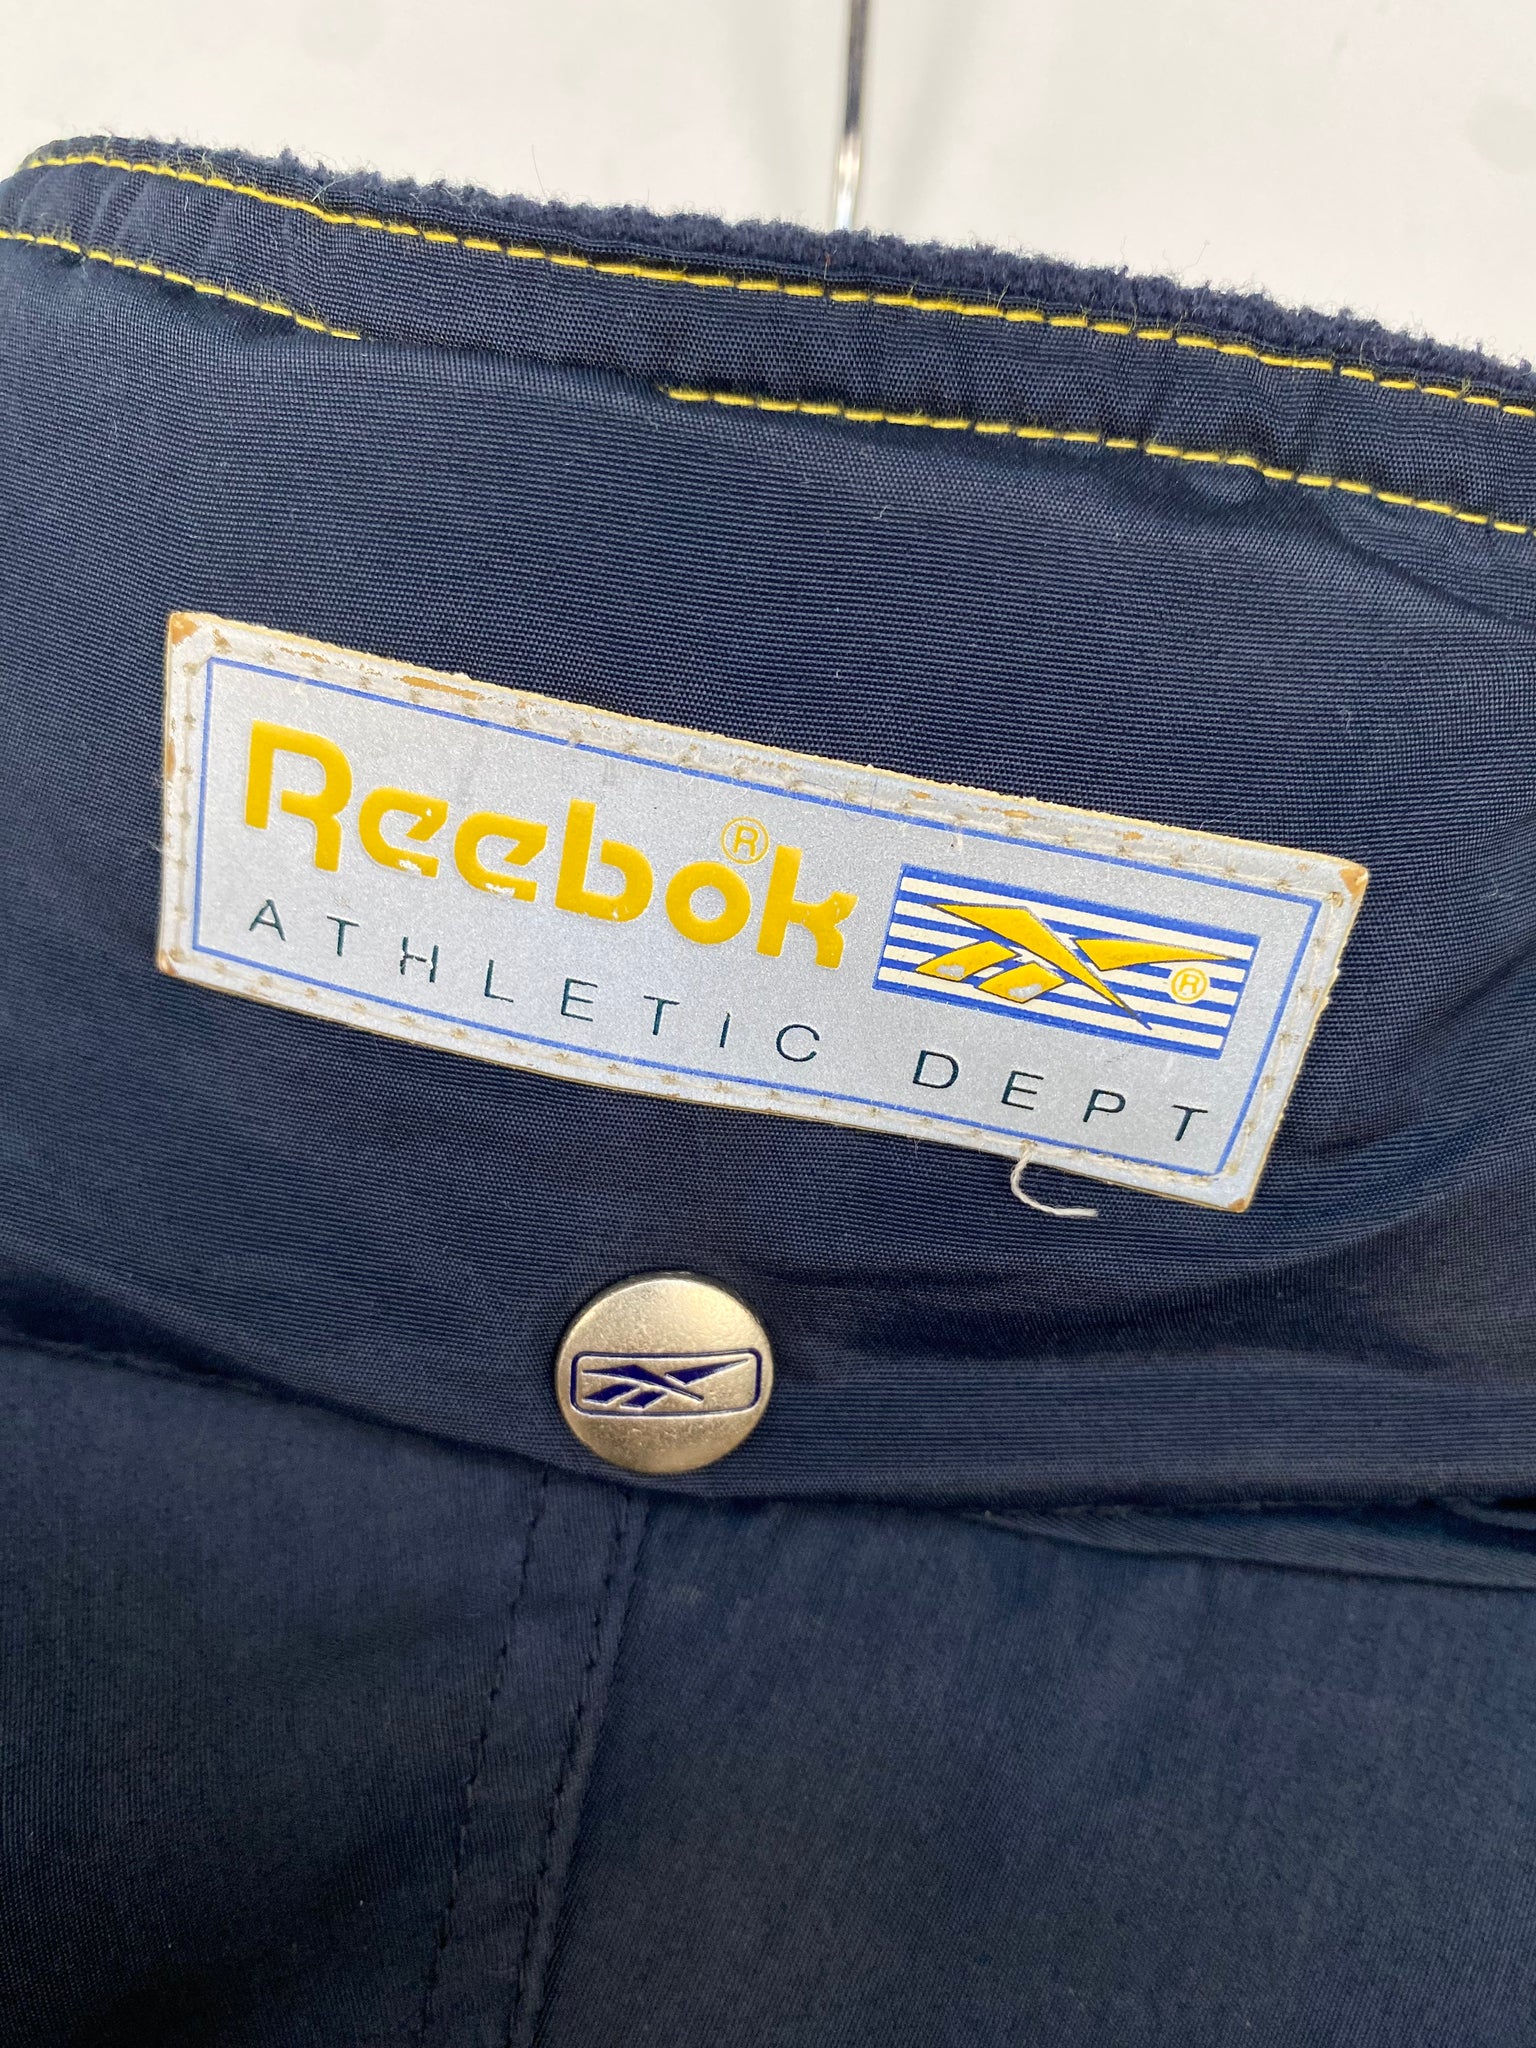 Reebok®
®
ATHLETIC DEPT